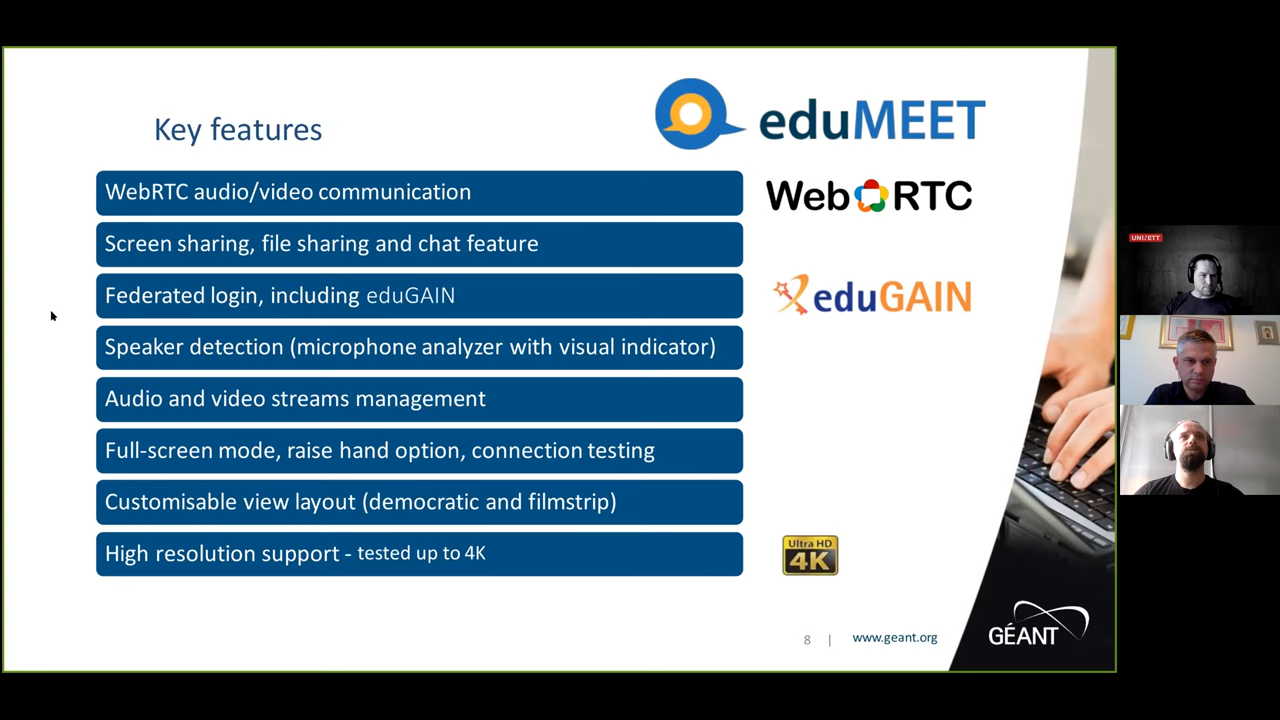 Key features
eduMEET
WebRTC audio/video communication
Web RTC
Screen sharing, file sharing and chat feature
Federated login, including eduGAIN
eduGAIN
Speaker detection (microphone analyzer with visual indicator)
Audio and video streams management
Full-screen mode, raise hand option, connection testing
Customisable view layout (democratic and filmstrip)
High resolution support - tested up to 4K
Ultra HD
4K
8 | www.geant.org
GÉANT
UNINETT